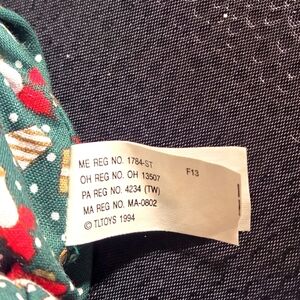 ME REG NO. 1784-ST
F13
OH REG NO. OH 13507
PA REG NO. 4234 (TW)
MA REG NO. MA-0802
© TLTOYS 1994